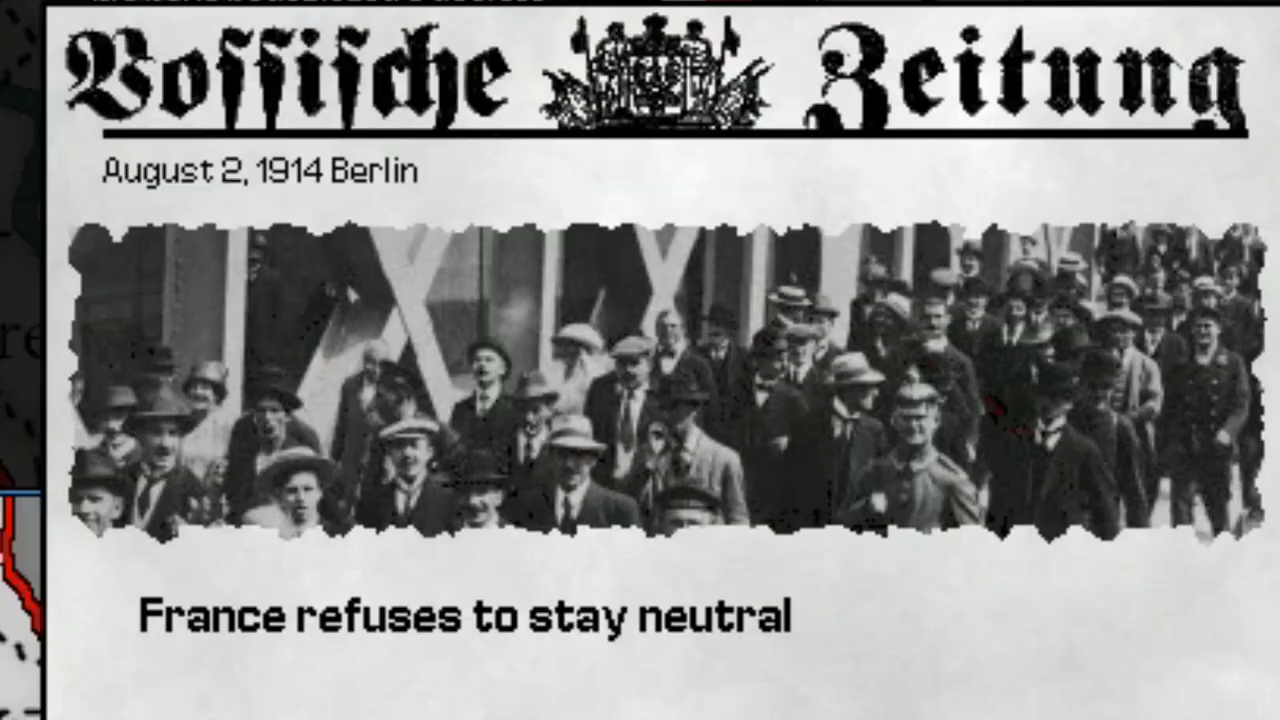 Vossische Zeitung
August 2, 1914 Berlin
France refuses to stay neutral